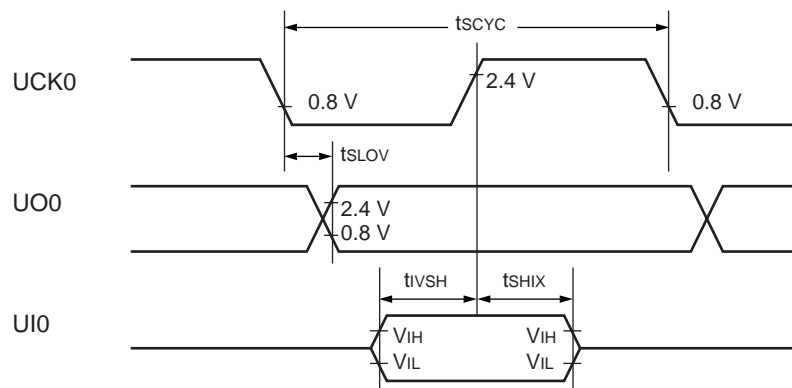 tSCYC
UCK0
0.8 V
2.4 V
0.8 V
tSLOV
UO0
2.4 V
0.8 V
tIVSH
tSHIX
UI0
VIH
VIH
VIL
VIL